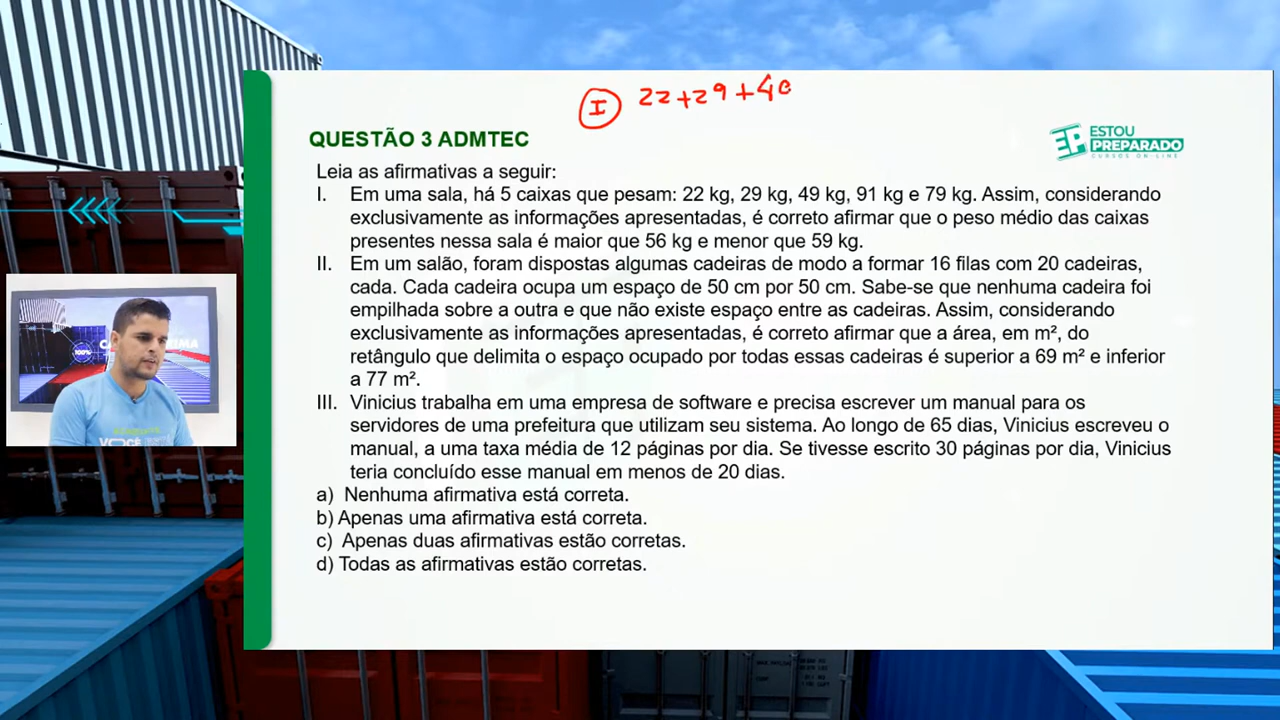 Ⓘ 22+29+40
QUESTÃO 3 ADMTEC
ESTOU
PREPARADO
CURSOS ON-LINE
Leia as afirmativas a seguir:
I. Em uma sala, há 5 caixas que pesam: 22 kg, 29 kg, 49 kg, 91 kg e 79 kg. Assim, considerando
exclusivamente as informações apresentadas, é correto afirmar que o peso médio das caixas
presentes nessa sala é maior que 56 kg e menor que 59 kg.
II. Em um salão, foram dispostas algumas cadeiras de modo a formar 16 filas com 20 cadeiras,
cada. Cada cadeira ocupa um espaço de 50 cm por 50 cm. Sabe-se que nenhuma cadeira foi
empilhada sobre a outra e que não existe espaço entre as cadeiras. Assim, considerando
exclusivamente as informações apresentadas, é correto afirmar que a área, em m², do
retângulo que delimita o espaço ocupado por todas essas cadeiras é superior a 69 m² e inferior
a 77 m².
III. Vinicius trabalha em uma empresa de software e precisa escrever um manual para os
servidores de uma prefeitura que utilizam seu sistema. Ao longo de 65 dias, Vinicius escreveu o
manual, a uma taxa média de 12 páginas por dia. Se tivesse escrito 30 páginas por dia, Vinicius
teria concluído esse manual em menos de 20 dias.
a) Nenhuma afirmativa está correta.
b) Apenas uma afirmativa está correta.
c) Apenas duas afirmativas estão corretas.
d) Todas as afirmativas estão corretas.
100%